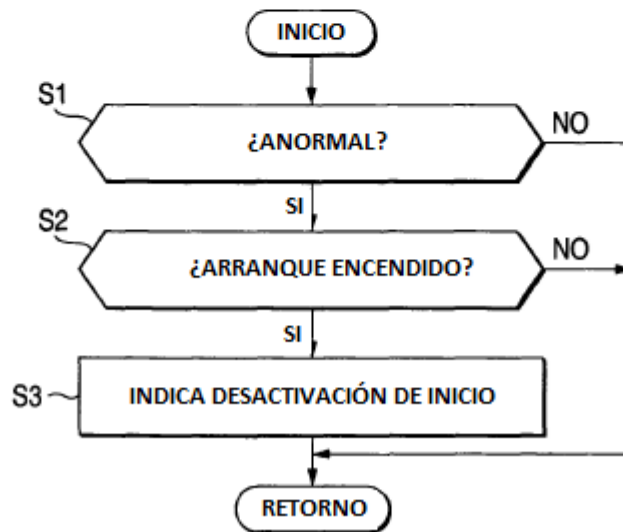 INICIO
S1
¿ANORMAL?
NO
SI
S2
¿ARRANQUE ENCENDIDO?
NO
SI
S3
INDICA DESACTIVACIÓN DE INICIO
RETORNO